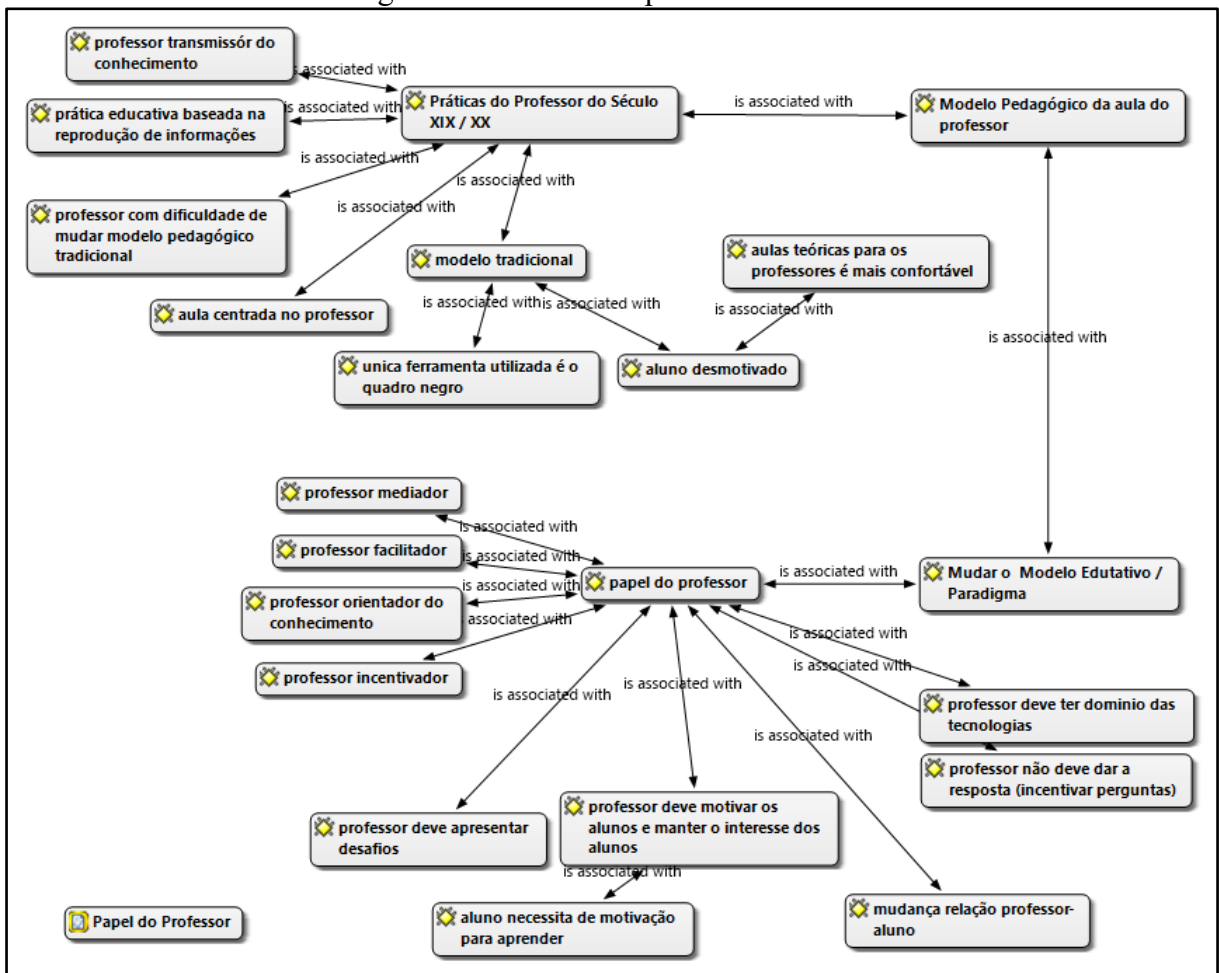 professor transmissór do
conhecimento
is associated with
prática educativa baseada na
reprodução de informações
is associated with
Práticas do Professor do Século
XIX / XX
is associated with
Modelo Pedagógico da aula do
professor
is associated with
is associated with
is associated with
professor com dificuldade de
mudar modelo pedagógico
tradicional
modelo tradicional
aulas teóricas para os
professores é mais confortável
is associated with
is associated with
is associated with
aula centrada no professor
is associated with
unica ferramenta utilizada é o
quadro negro
aluno desmotivado
professor mediador
is associated with
professor facilitador
is associated with
papel do professor
is associated with
Mudar o Modelo Edutativo /
Paradigma
is associated with
professor orientador do
conhecimento
associated with
is associated with
professor incentivador
is associated with
is associated with
is associated with
professor deve ter dominio das
tecnologias
is associated with
professor não deve dar a
resposta (incentivar perguntas)
professor deve apresentar
desafios
professor deve motivar os
alunos e manter o interesse dos
alunos
is associated with
aluno necessita de motivação
para aprender
mudança relação professor-
aluno
Papel do Professor